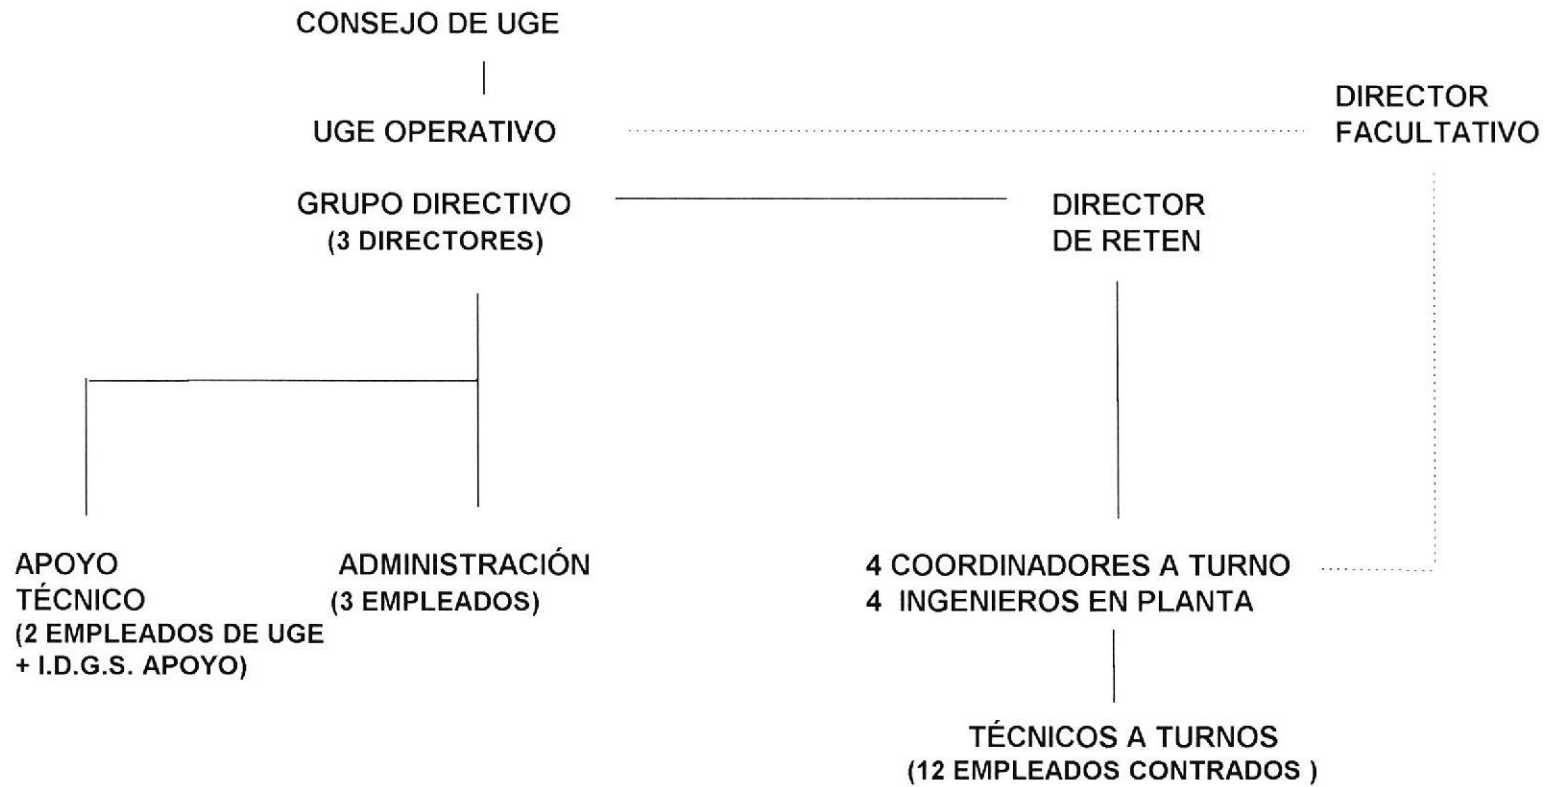 CONSEJO DE UGE
UGE OPERATIVO
DIRECTOR
FACULTATIVO
GRUPO DIRECTIVO
(3 DIRECTORES)
DIRECTOR
DE RETEN
APOYO
TÉCNICO
(2 EMPLEADOS DE UGE
+ I.D.G.S. APOYO)
ADMINISTRACIÓN
(3 EMPLEADOS)
4 COORDINADORES A TURNO
4 INGENIEROS EN PLANTA
TÉCNICOS A TURNOS
(12 EMPLEADOS CONTRADOS )